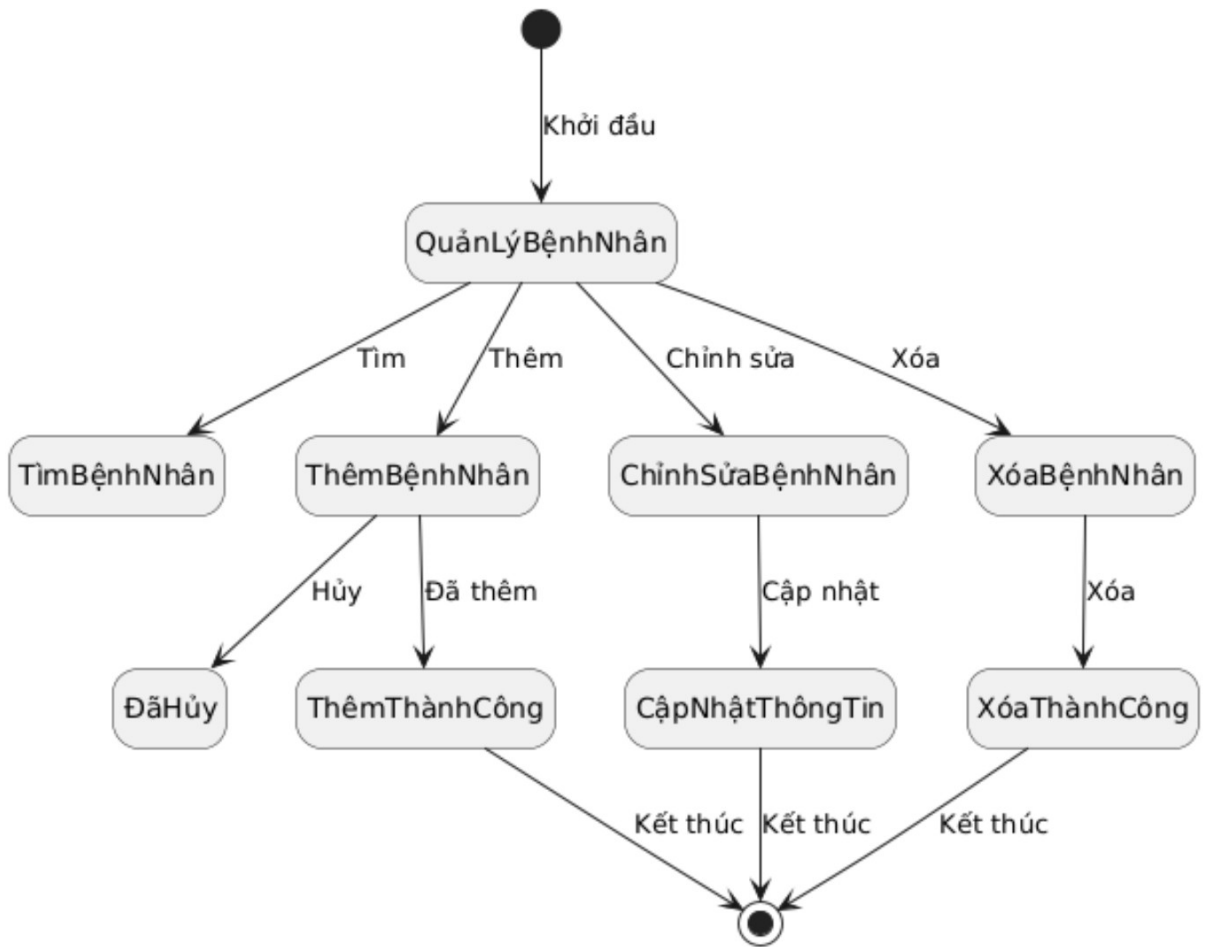 Khởi đầu
QuảnLýBệnhNhân
Tìm
Thêm
Chỉnh sửa
Xóa
TìmBệnhNhân
ThêmBệnhNhân
ChỉnhSửaBệnhNhân
XóaBệnhNhân
Hủy
Đã thêm
Cập nhật
Xóa
ĐãHủy
ThêmThànhCông
CậpNhậtThôngTin
XóaThànhCông
Kết thúc
Kết thúc
Kết thúc